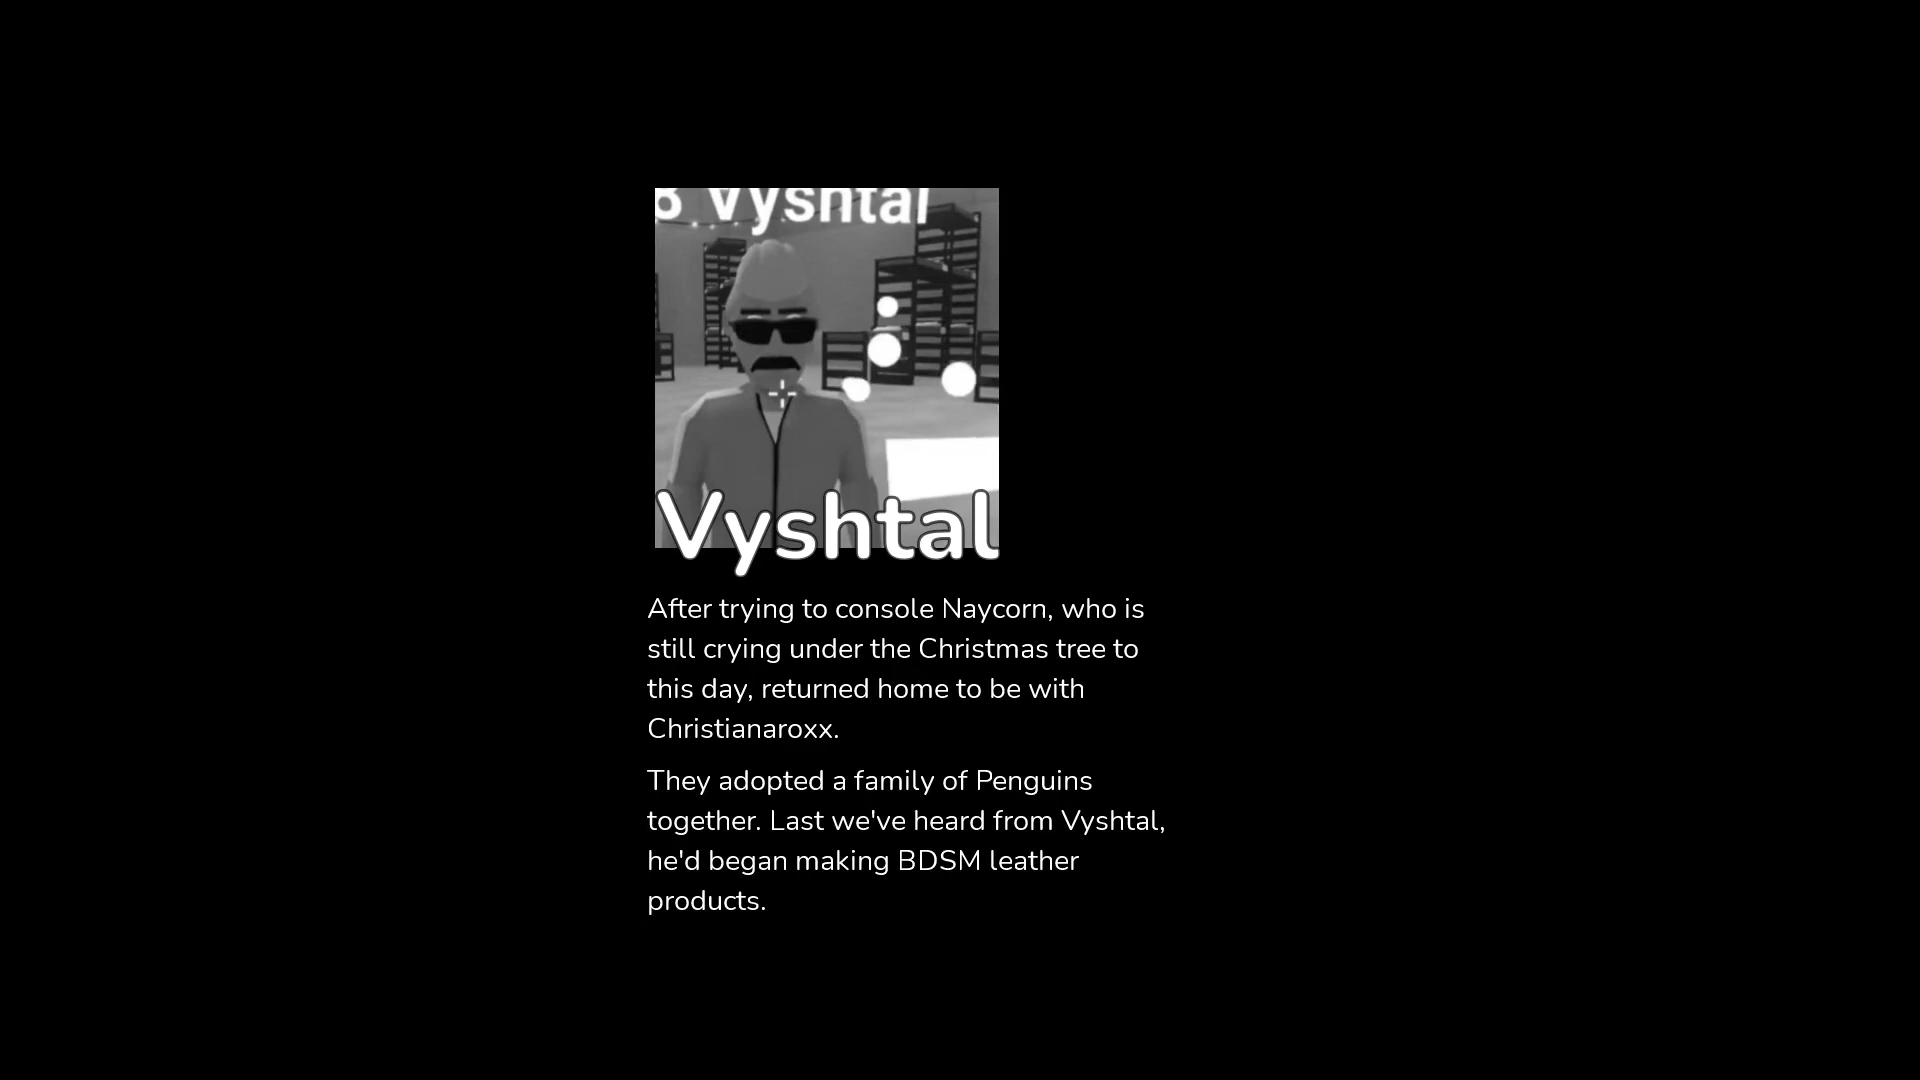 8 Vyshtal
Vyshtal
After trying to console Naycorn, who is
still crying under the Christmas tree to
this day, returned home to be with
Christianaroxx.
They adopted a family of Penguins
together. Last we've heard from Vyshtal,
he'd began making BDSM leather
products.